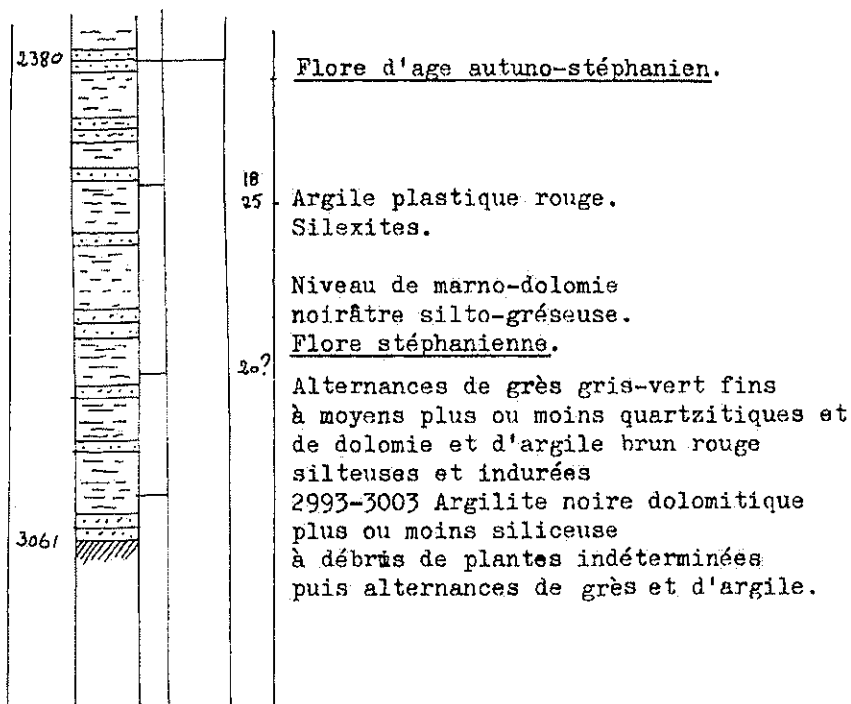 2380
Flore d'age autuno-stéphanien.
18
25
Argile plastique rouge.
Silexites.
Niveau de marno-dolomie
noirâtre silto-gréseuse.
Flore stéphanienne.
20?
Alternances de grès gris-vert fins
à moyens plus ou moins quartzitiques et
de dolomie et d'argile brun rouge
silteuses et indurées
2993-3003 Argilite noire dolomitique
plus ou moins siliceuse
3061
à débris de plantes indéterminées
puis alternances de grès et d'argile.